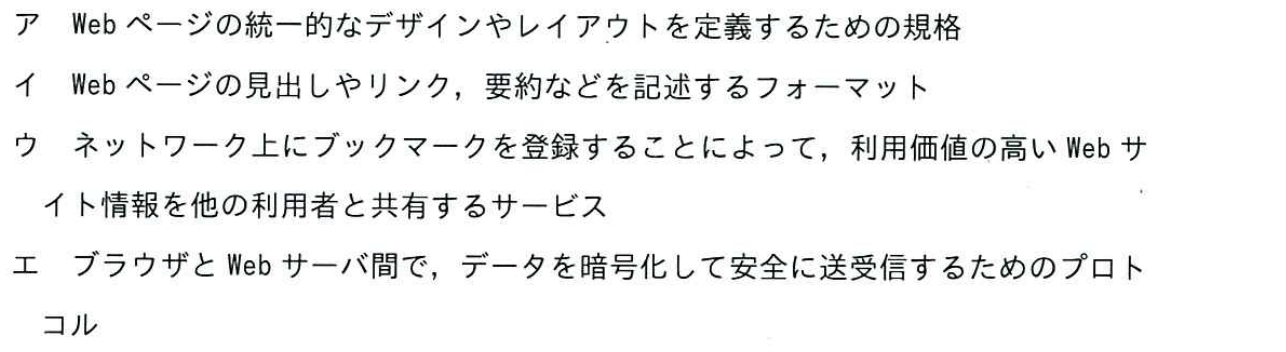 ア　Web ページの統一的なデザインやレイアウトを定義するための規格
イ　Web ページの見出しやリンク，要約などを記述するフォーマット
ウ　ネットワーク上にブックマークを登録することによって，利用価値の高い Web サ
イト情報を他の利用者と共有するサービス
エ　ブラウザと Web サーバ間で，データを暗号化して安全に送受信するためのプロト
コル